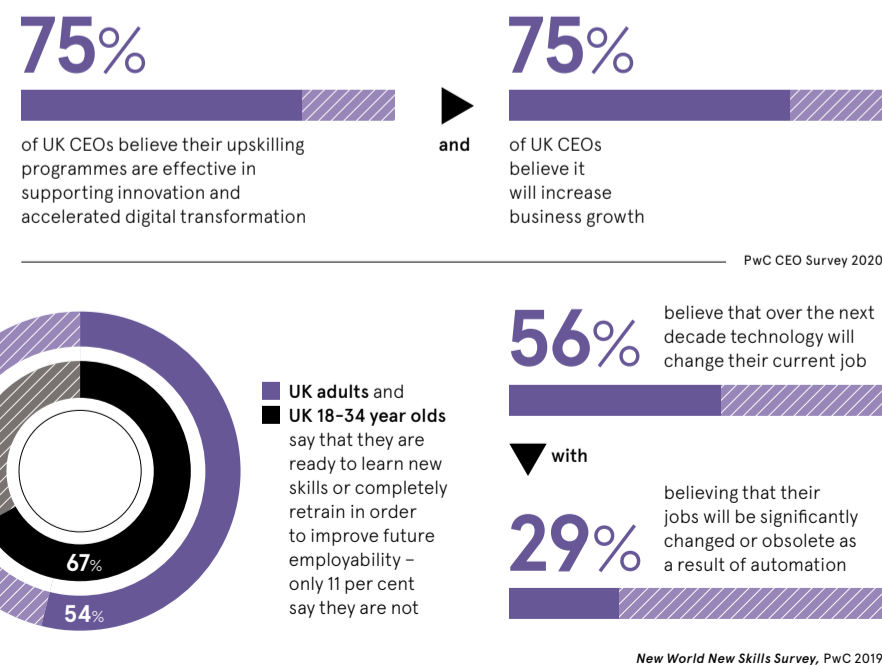 75%
of UK CEOs believe their upskilling
programmes are effective in
supporting innovation and
accelerated digital transformation
and
75%
of UK CEOs
believe it
will increase
business growth
PwC CEO Survey 2020
67%
54%
UK adults and
UK 18-34 year olds
say that they are
ready to learn new
skills or completely
retrain in order
to improve future
employability –
only 11 per cent
say they are not
56%
believe that over the next
decade technology will
change their current job
with
29%
believing that their
jobs will be significantly
changed or obsolete as
a result of automation
New World New Skills Survey, PwC 2019